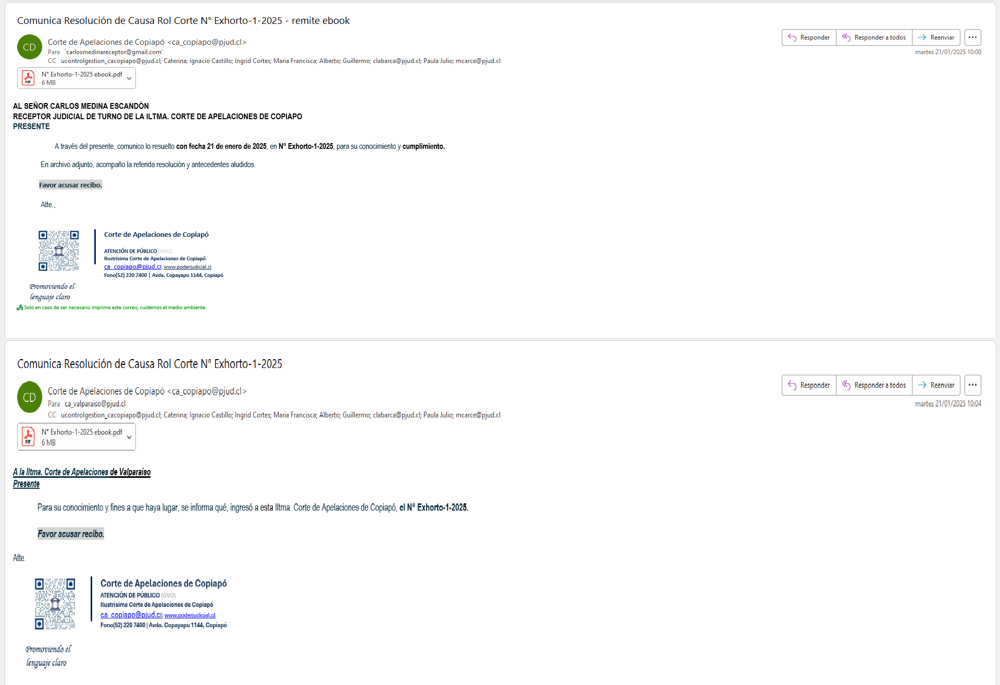 Comunica Resolución de Causa Rol Corte N° Exhorto-1-2025 - remite ebook
CD
Corte de Apelaciones de Copiapó <ca_copiapo@pjud.cl>
Para 'carlosmedinareceptor@gmail.com'
CC ucontrolgestion_cacopiapo@pjud.cl; Caterina; Ignacio Castillo; Ingrid Cortes; Maria Francisca; Alberto; Guillermo; clabarca@pjud.cl; Paula Julio; mcarce@pjud.cl
Responder
Responder a todos
Reenviar
martes 21/01/2025 10:00
PDF
N° Exhorto-1-2025 ebook.pdf
6 MB
AL SEÑOR CARLOS MEDINA ESCANDÓN
RECEPTOR JUDICIAL DE TURNO DE LA ILTMA. CORTE DE APELACIONES DE COPIAPO
PRESENTE
A través del presente, comunico lo resuelto con fecha 21 de enero de 2025, en N° Exhorto-1-2025, para su conocimiento y cumplimiento.
En archivo adjunto, acompaño la referida resolución y antecedentes aludidos.
Favor acusar recibo.
Atte.,
Corte de Apelaciones de Copiapó
ATENCIÓN DE PÚBLICO (GVO)
Ilustrisima Corte de Apelaciones de Copiapó
ca_copiapo@pjud.cl; www.poderjudicial.cl
Fono(52) 220 7400 | Avda. Copayapu 1144, Copiapó
Promoviendo el
lenguaje claro
Solo en caso de ser necesario imprima este correo, cuidemos el medio ambiente.
Comunica Resolución de Causa Rol Corte N° Exhorto-1-2025
CD
Corte de Apelaciones de Copiapó <ca_copiapo@pjud.cl>
Para ca_valparaiso@pjud.cl
CC ucontrolgestion_cacopiapo@pjud.cl; Caterina; Ignacio Castillo; Ingrid Cortes; Maria Francisca; Alberto; Guillermo; clabarca@pjud.cl; Paula Julio; mcarce@pjud.cl
Responder
Responder a todos
Reenviar
martes 21/01/2025 10:04
PDF
N° Exhorto-1-2025 ebook.pdf
6 MB
A la Iltma. Corte de Apelaciones de Valparaíso
Presente
Para su conocimiento y fines a que haya lugar, se informa qué, ingresó a esta Iltma. Corte de Apelaciones de Copiapó, el N° Exhorto-1-2025.
Favor acusar recibo.
Atte.
Corte de Apelaciones de Copiapó
ATENCIÓN DE PÚBLICO (GVO)
Ilustrisima Corte de Apelaciones de Copiapó
ca_copiapo@pjud.cl; www.poderjudicial.cl
Fono(52) 220 7400 | Avda. Copayapu 1144, Copiapó
Promoviendo el
lenguaje claro